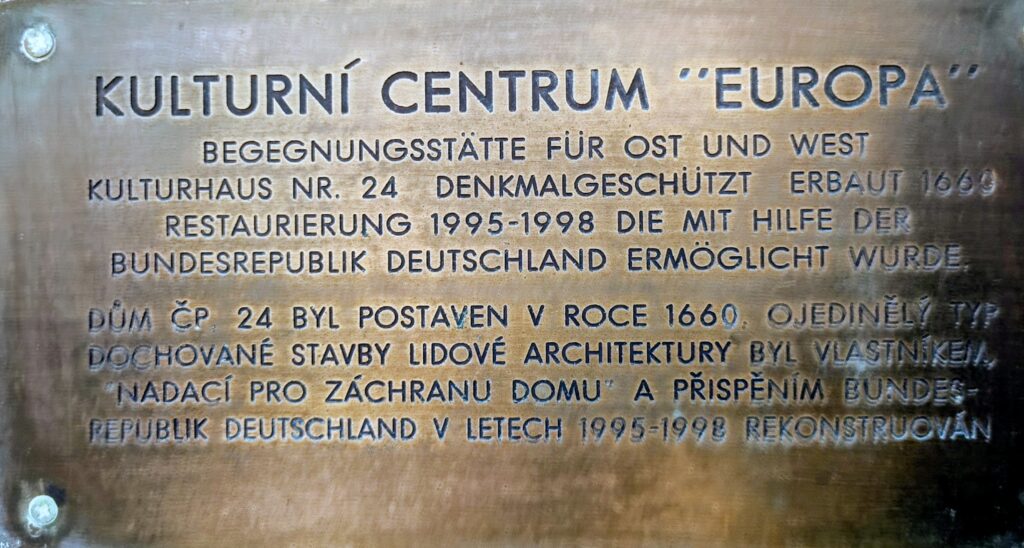 KULTURNÍ CENTRUM "EUROPA"
BEGEGNUNGSSTÄTTE FÜR OST UND WEST
KULTURHAUS NR. 24 DENKMALGESCHÜTZT ERBAUT 1660
RESTAURIERUNG 1995-1998 DIE MIT HILFE DER
BUNDESREPUBLIK DEUTSCHLAND ERMÖGLICHT WURDE.
DŮM ČP. 24 BYL POSTAVEN V ROCE 1660. OJEDINĚLÝ TYP
DOCHOVANÉ STAVBY LIDOVÉ ARCHITEKTURY BYL VLASTNÍKEM,
"NADACÍ PRO ZÁCHRANU DOMU" A PŘISPĚNÍM BUNDES-
REPUBLIK DEUTSCHLAND V LETECH 1995-1998 REKONSTRUOVÁN